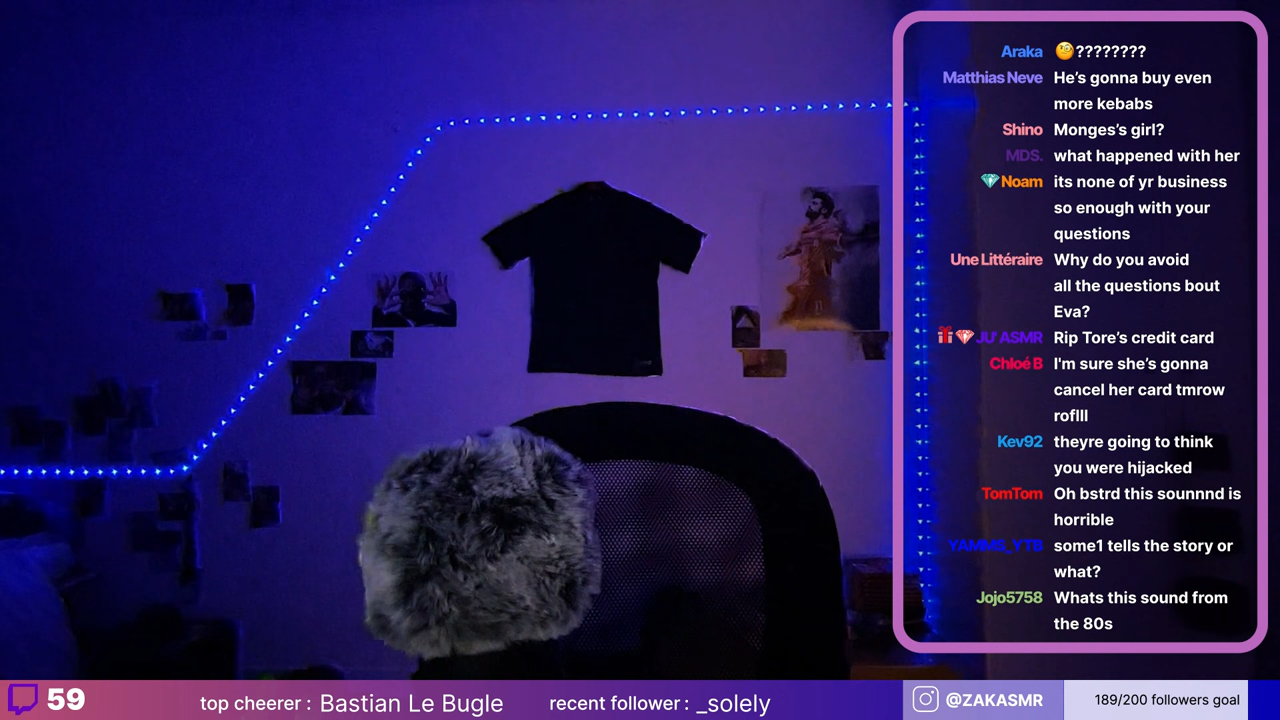 Araka 🧐????????
Matthias Neve He's gonna buy even
more kebabs
Shino Monges's girl?
MDS. what happened with her
Noam its none of yr business
so enough with your
questions
Une Littéraire Why do you avoid
all the questions bout
Eva?
JU' ASMR Rip Tore's credit card
Chloé B I'm sure she's gonna
cancel her card tmrow
roflll
Kev92 theyre going to think
you were hijacked
TomTom Oh bstrd this sounnnd is
horrible
YAMMS_YTB some1 tells the story or
what?
Jojo5758 Whats this sound from
the 80s
59 top cheerer : Bastian Le Bugle recent follower : _solely @ZAKASMR 189/200 followers goal